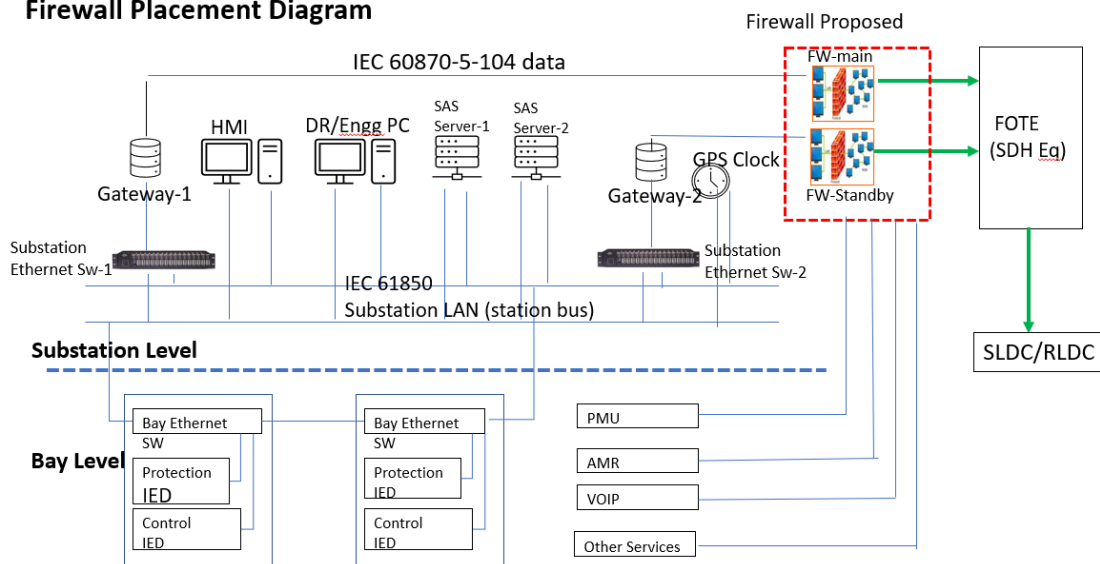 Firewall Placement Diagram
Firewall Proposed
IEC 60870-5-104 data
FW-main
SAS
Server-1
SAS
Server-2
HMI
DR/Engg PC
FOTE
(SDH Eq)
GPS Clock
Gateway-1
Gateway-2
FW-Standby
Substation
Ethernet Sw-1
Substation
Ethernet Sw-2
IEC 61850
Substation LAN (station bus)
Substation Level
SLDC/RLDC
Bay Level
Bay Ethernet
SW
Protection
IED
Control
IED
Bay Ethernet
SW
Protection
IED
Control
IED
PMU
AMR
VOIP
Other Services